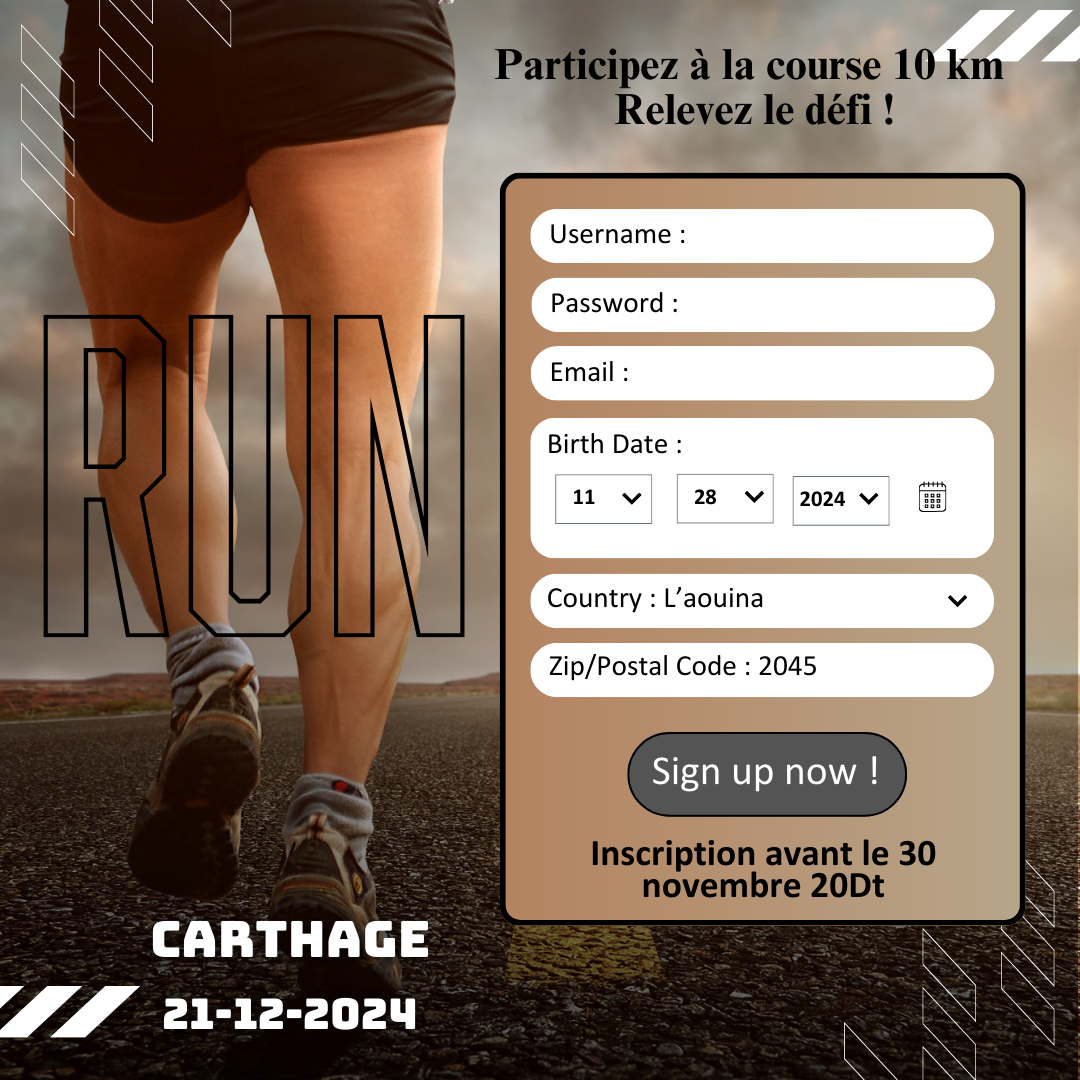 Participez à la course 10 km
Relevez le défi !
RUN
Username :
Password :
Email :
Birth Date :
11 28 2024
Country : L’aouina
Zip/Postal Code : 2045
Sign up now !
Inscription avant le 30
novembre 20Dt
CARTHAGE
21-12-2024